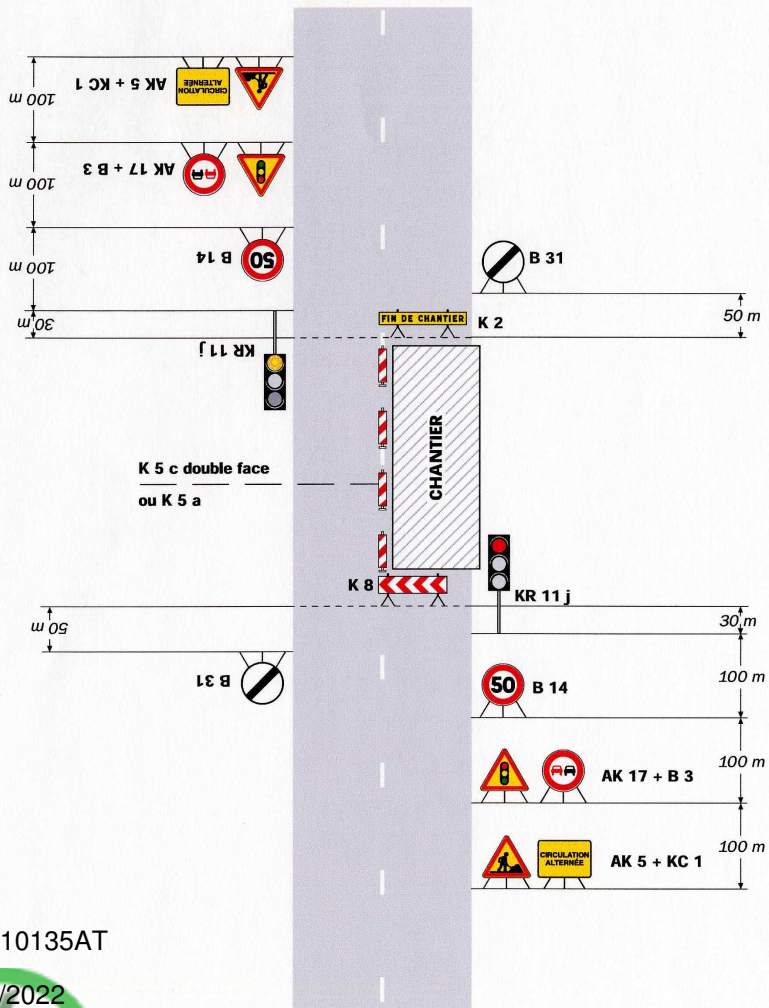 AK 5 + KC 1
CIRCULATION
ALTERNÉE
100 m
AK 17 + B 3
100 m
B 14
50
100 m
B 31
30 m
KR 11 j
FIN DE CHANTIER
K 2
50 m
K 5 c double face
ou K 5 a
CHANTIER
K 8
KR 11 j
50 m
30 m
B 31
50
B 14
100 m
AK 17 + B 3
100 m
CIRCULATION
ALTERNÉE
AK 5 + KC 1
100 m
10135AT
/2022